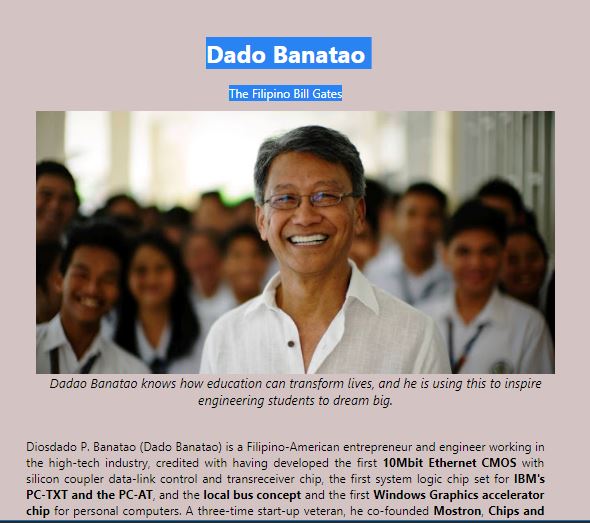 Dado Banatao
The Filipino Bill Gates
Dadao Banatao knows how education can transform lives, and he is using this to inspire
engineering students to dream big.
Diosdado P. Banatao (Dado Banatao) is a Filipino-American entrepreneur and engineer working in
the high-tech industry, credited with having developed the first 10Mbit Ethernet CMOS with
silicon coupler data-link control and transreceiver chip, the first system logic chip set for IBM's
PC-TXT and the PC-AT, and the local bus concept and the first Windows Graphics accelerator
chip for personal computers. A three-time start-up veteran, he co-founded Mostron, Chips and